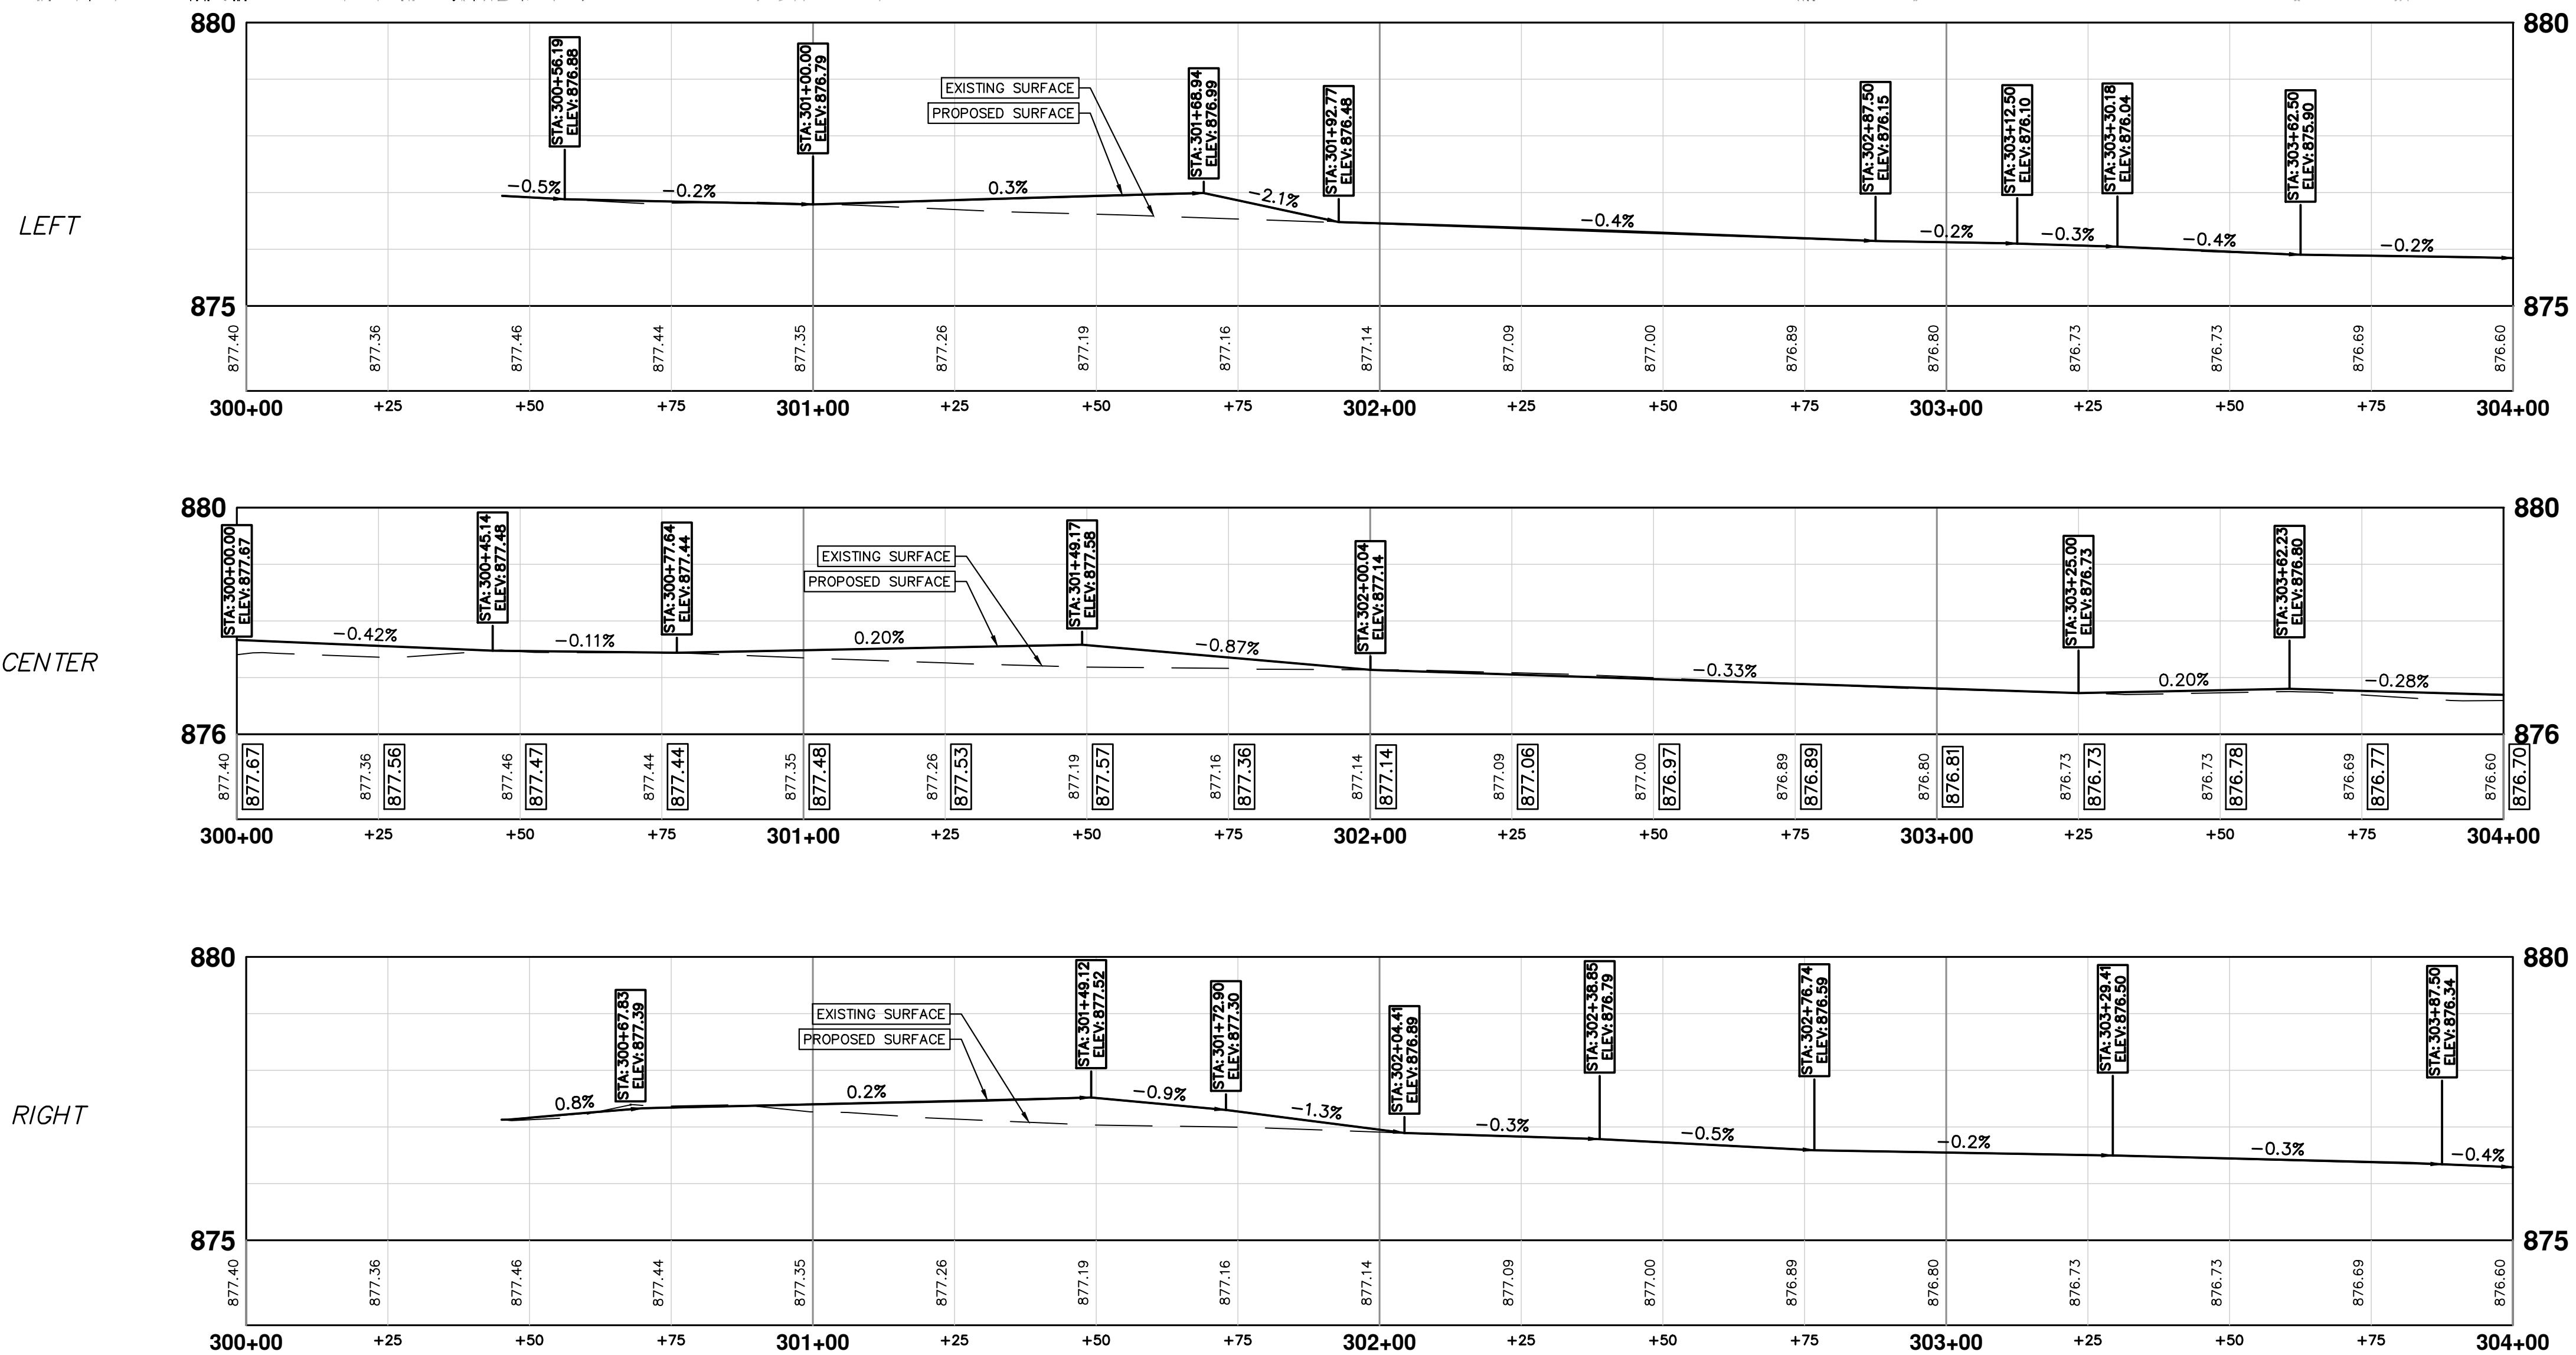 880
880
STA: 300+56.19
ELEV: 876.88
STA: 301+00.00
ELEV: 876.79
EXISTING SURFACE
PROPOSED SURFACE
STA: 301+68.94
ELEV: 876.99
STA: 301+92.77
ELEV: 876.48
STA: 302+87.50
ELEV: 876.15
STA: 303+12.50
ELEV: 876.10
STA: 303+30.18
ELEV: 876.04
STA: 303+62.50
ELEV: 875.90
-0.5%
-0.2%
0.3%
-2.1%
-0.4%
-0.2%
-0.3%
-0.4%
-0.2%
LEFT
875
875
877.40
877.36
877.46
877.44
877.35
877.26
877.19
877.16
877.14
877.09
877.00
876.89
876.80
876.73
876.73
876.69
876.60
300+00 +25 +50 +75 301+00 +25 +50 +75 302+00 +25 +50 +75 303+00 +25 +50 +75 304+00
880
880
STA: 300+00.00
ELEV: 877.67
STA: 300+45.14
ELEV: 877.48
STA: 300+77.64
ELEV: 877.44
EXISTING SURFACE
PROPOSED SURFACE
STA: 301+49.17
ELEV: 877.58
STA: 302+00.04
ELEV: 877.14
STA: 303+25.00
ELEV: 876.73
STA: 303+62.23
ELEV: 876.80
-0.42%
-0.11%
0.20%
-0.87%
-0.33%
0.20%
-0.28%
CENTER
876
876
877.40
877.67
877.36
877.56
877.46
877.47
877.44
877.44
877.35
877.48
877.26
877.53
877.19
877.57
877.16
877.36
877.14
877.14
877.09
877.06
877.00
876.97
876.89
876.89
876.80
876.81
876.73
876.73
876.73
876.78
876.69
876.77
876.60
876.70
300+00 +25 +50 +75 301+00 +25 +50 +75 302+00 +25 +50 +75 303+00 +25 +50 +75 304+00
880
880
STA: 300+67.83
ELEV: 877.39
EXISTING SURFACE
PROPOSED SURFACE
STA: 301+49.12
ELEV: 877.52
STA: 301+72.90
ELEV: 877.30
STA: 302+04.41
ELEV: 876.89
STA: 302+38.85
ELEV: 876.79
STA: 302+76.74
ELEV: 876.59
STA: 303+29.41
ELEV: 876.50
STA: 303+87.50
ELEV: 876.34
0.8%
0.2%
-0.9%
-1.3%
-0.3%
-0.5%
-0.2%
-0.3%
-0.4%
RIGHT
875
875
877.40
877.36
877.46
877.44
877.35
877.26
877.19
877.16
877.14
877.09
877.00
876.89
876.80
876.73
876.73
876.69
876.60
300+00 +25 +50 +75 301+00 +25 +50 +75 302+00 +25 +50 +75 303+00 +25 +50 +75 304+00